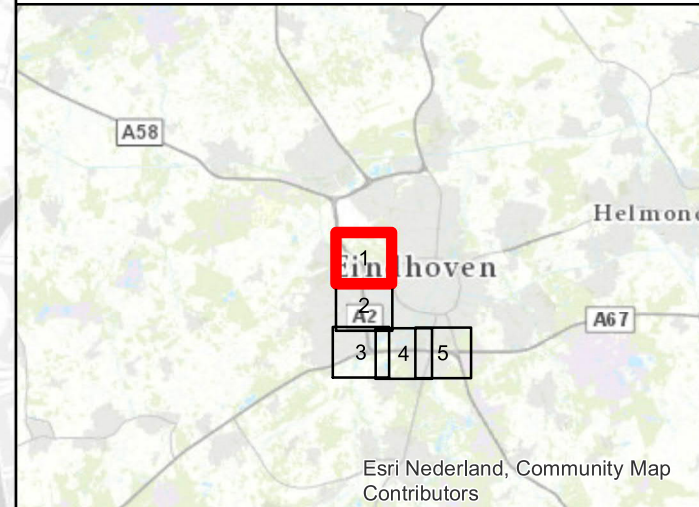 A58
Helmond
1
Eindhoven
2
A2
A67
3
4
5
Esri Nederland, Community Map
Contributors